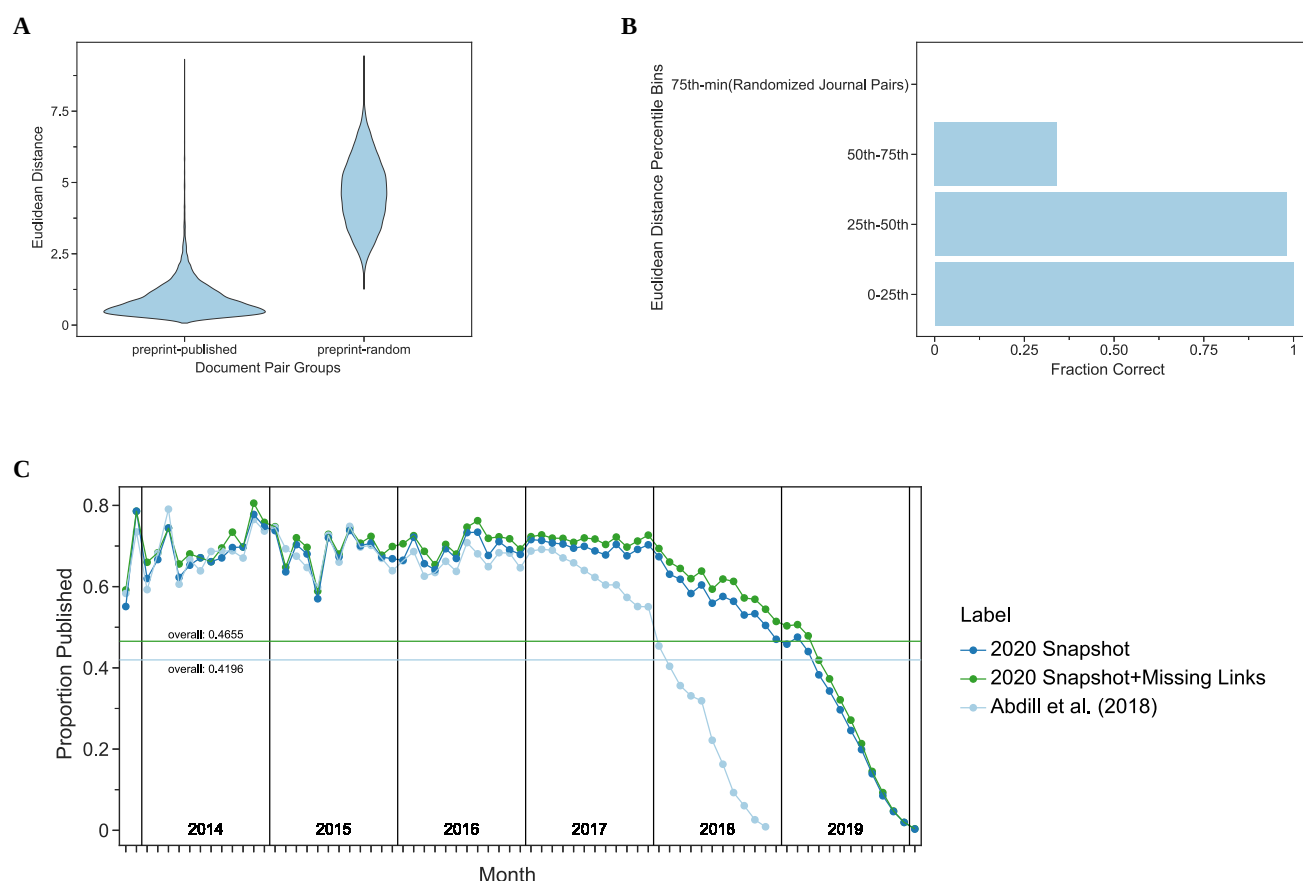 A
Euclidean Distance
7.5
5
2.5
0
preprint-published
preprint-random
Document Pair Groups
B
Euclidean Distance Percentile Bins
75th-min(Randomized Journal Pairs)
50th-75th
25th-50th
0-25th
0
0.25
0.50
0.75
1
Fraction Correct
C
Proportion Published
0.8
0.6
0.4
0.2
0
overall: 0.4655
overall: 0.4196
2014
2015
2016
2017
2018
2019
Month
Label
2020 Snapshot
2020 Snapshot+Missing Links
Abdill et al. (2018)